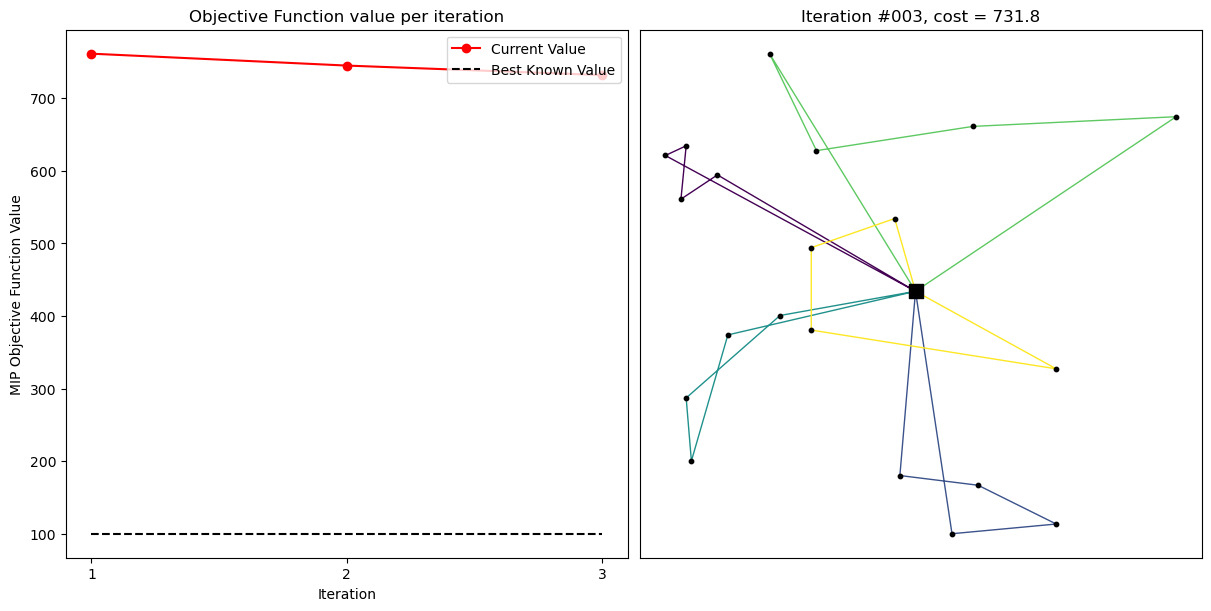 Objective Function value per iteration
Current Value
Best Known Value
MIP Objective Function Value
700
600
500
400
300
200
100
1
2
3
Iteration
Iteration #003, cost = 731.8